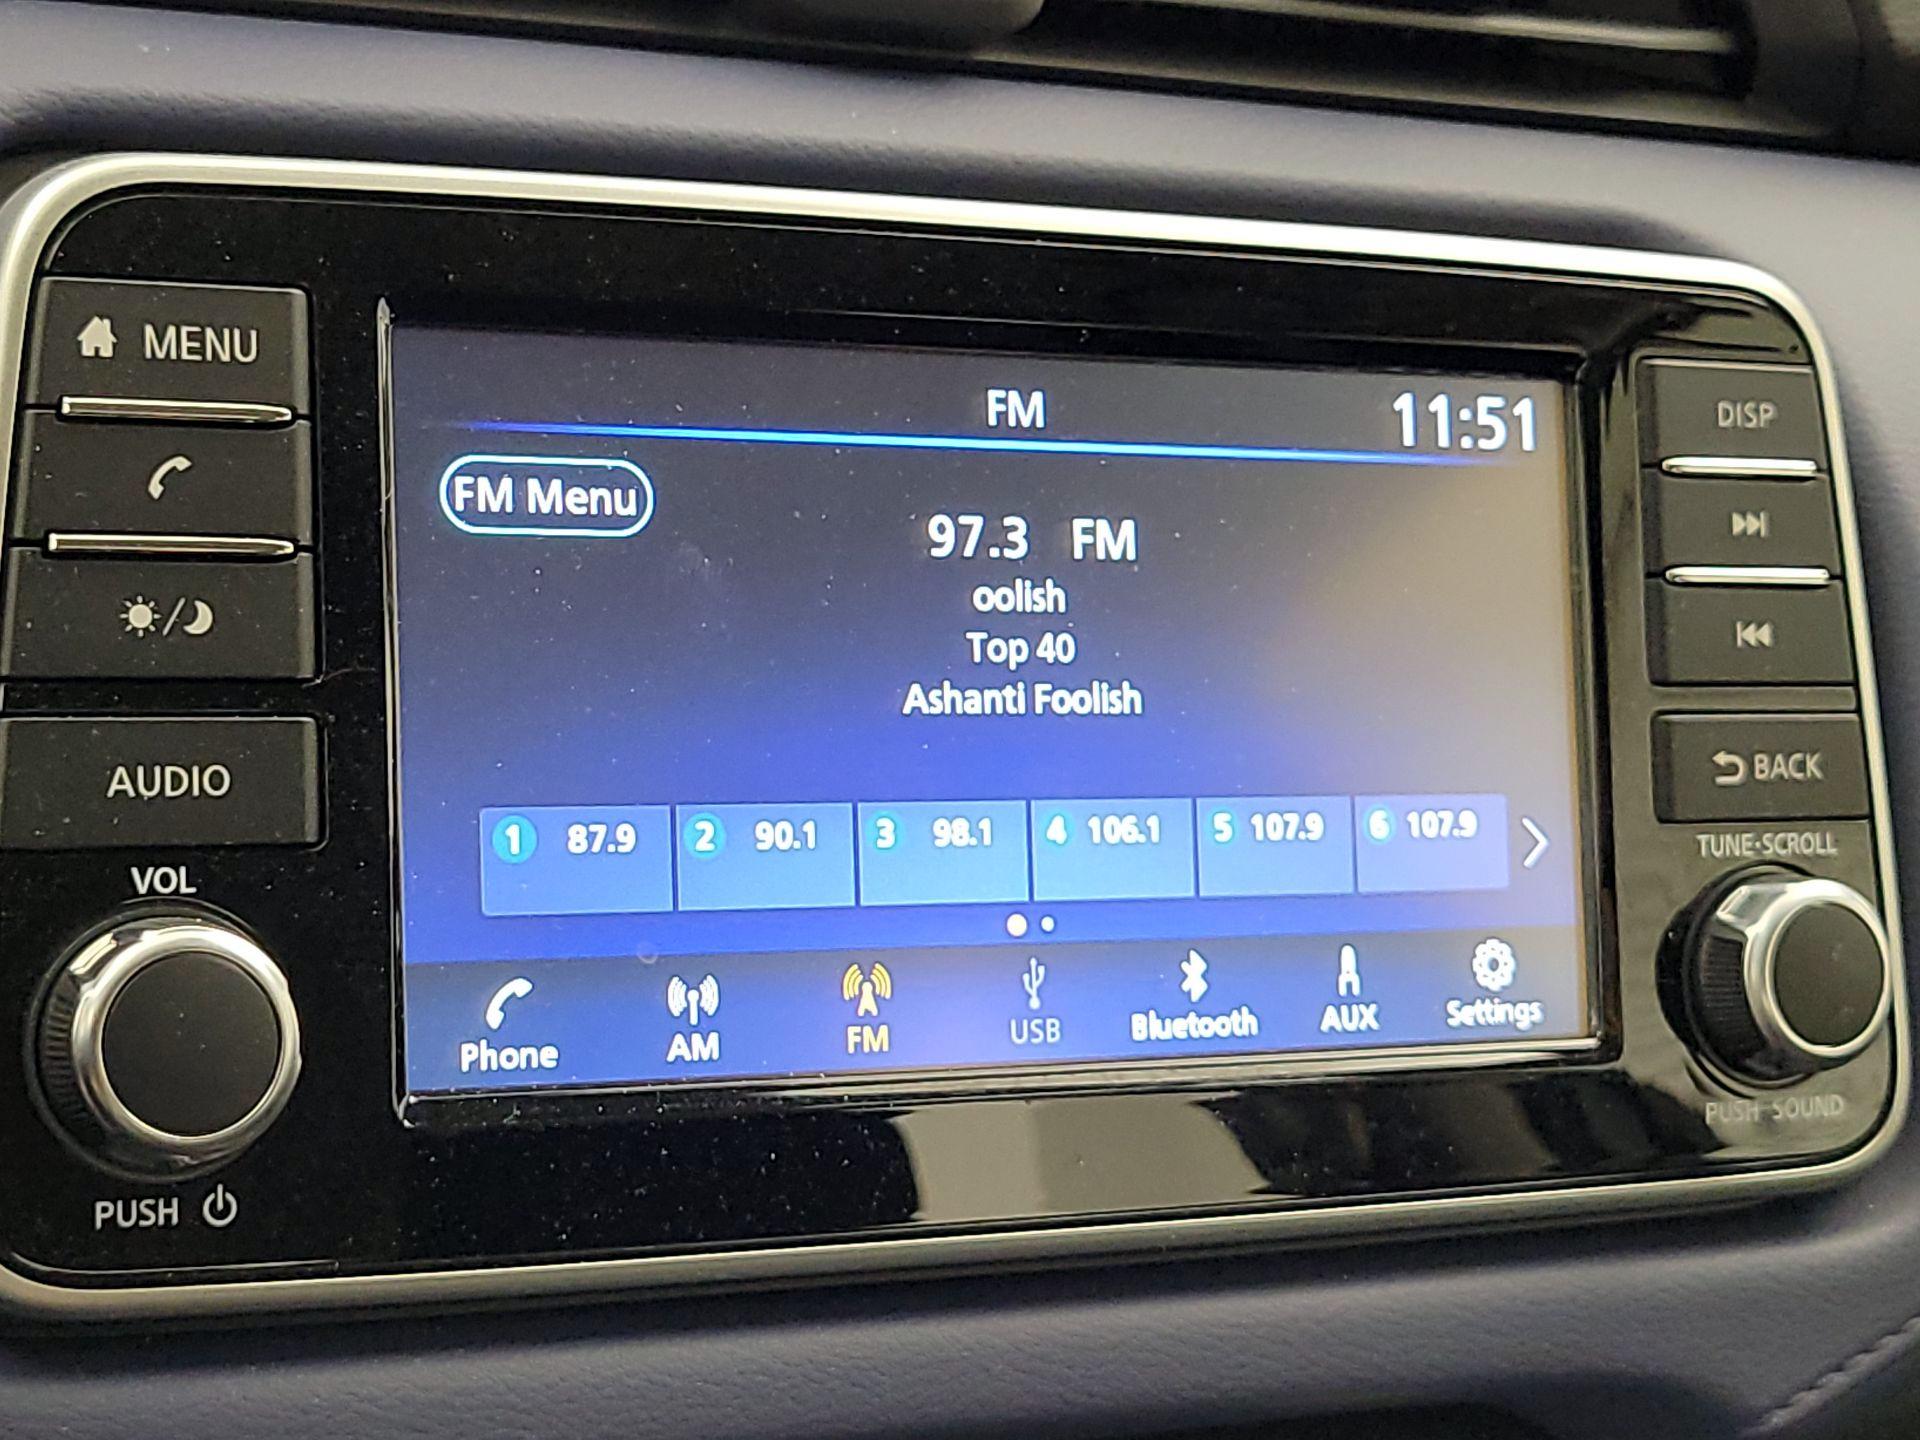 MENU
AUDIO
VOL
PUSH
FM
11:51
FM Menu
97.3 FM
oolish
Top 40
Ashanti Foolish
1 87.9 2 90.1 3 98.1 4 106.1 5 107.9 6 107.9
Phone AM FM USB Bluetooth AUX Settings
DISP
BACK
TUNE·SCROLL
PUSH SOUND